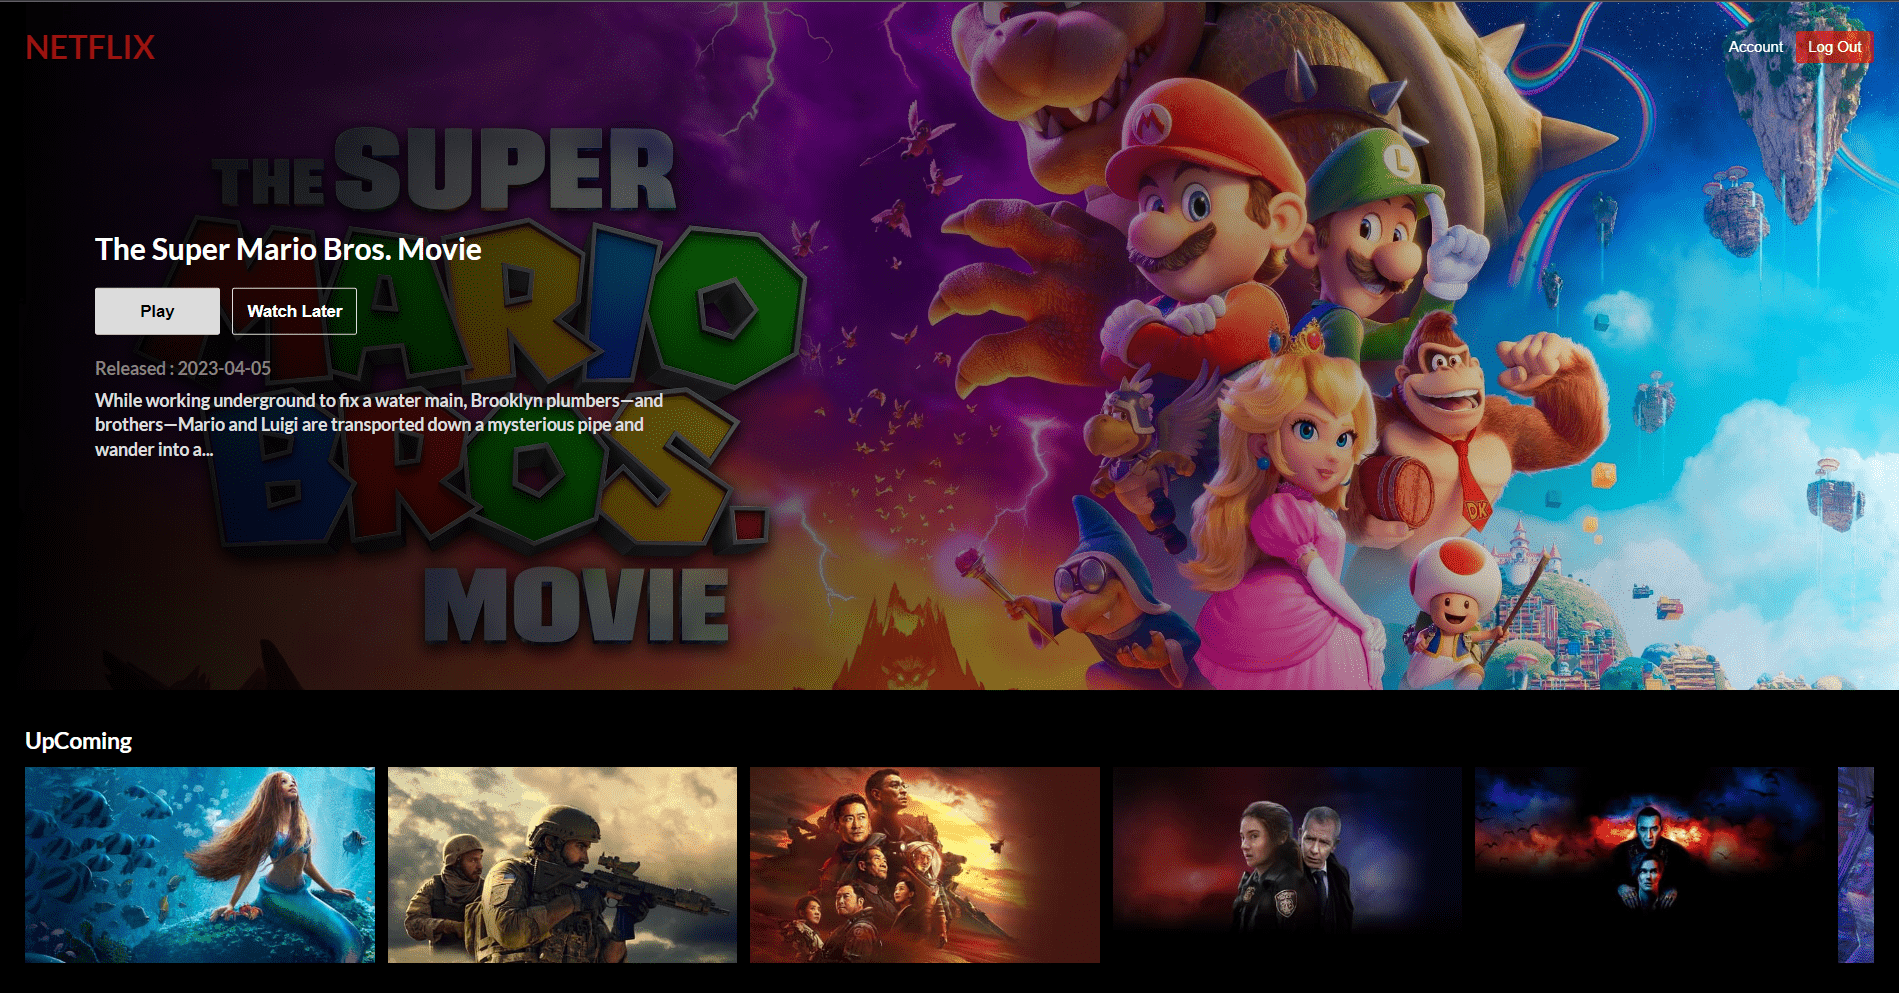 NETFLIX
Account
Log Out
THE SUPER
MARIO
BROS.
MOVIE
M
L
The Super Mario Bros. Movie
Play
Watch Later
Released : 2023-04-05
While working underground to fix a water main, Brooklyn plumbers—and
brothers—Mario and Luigi are transported down a mysterious pipe and
wander into a...
DK
UpComing